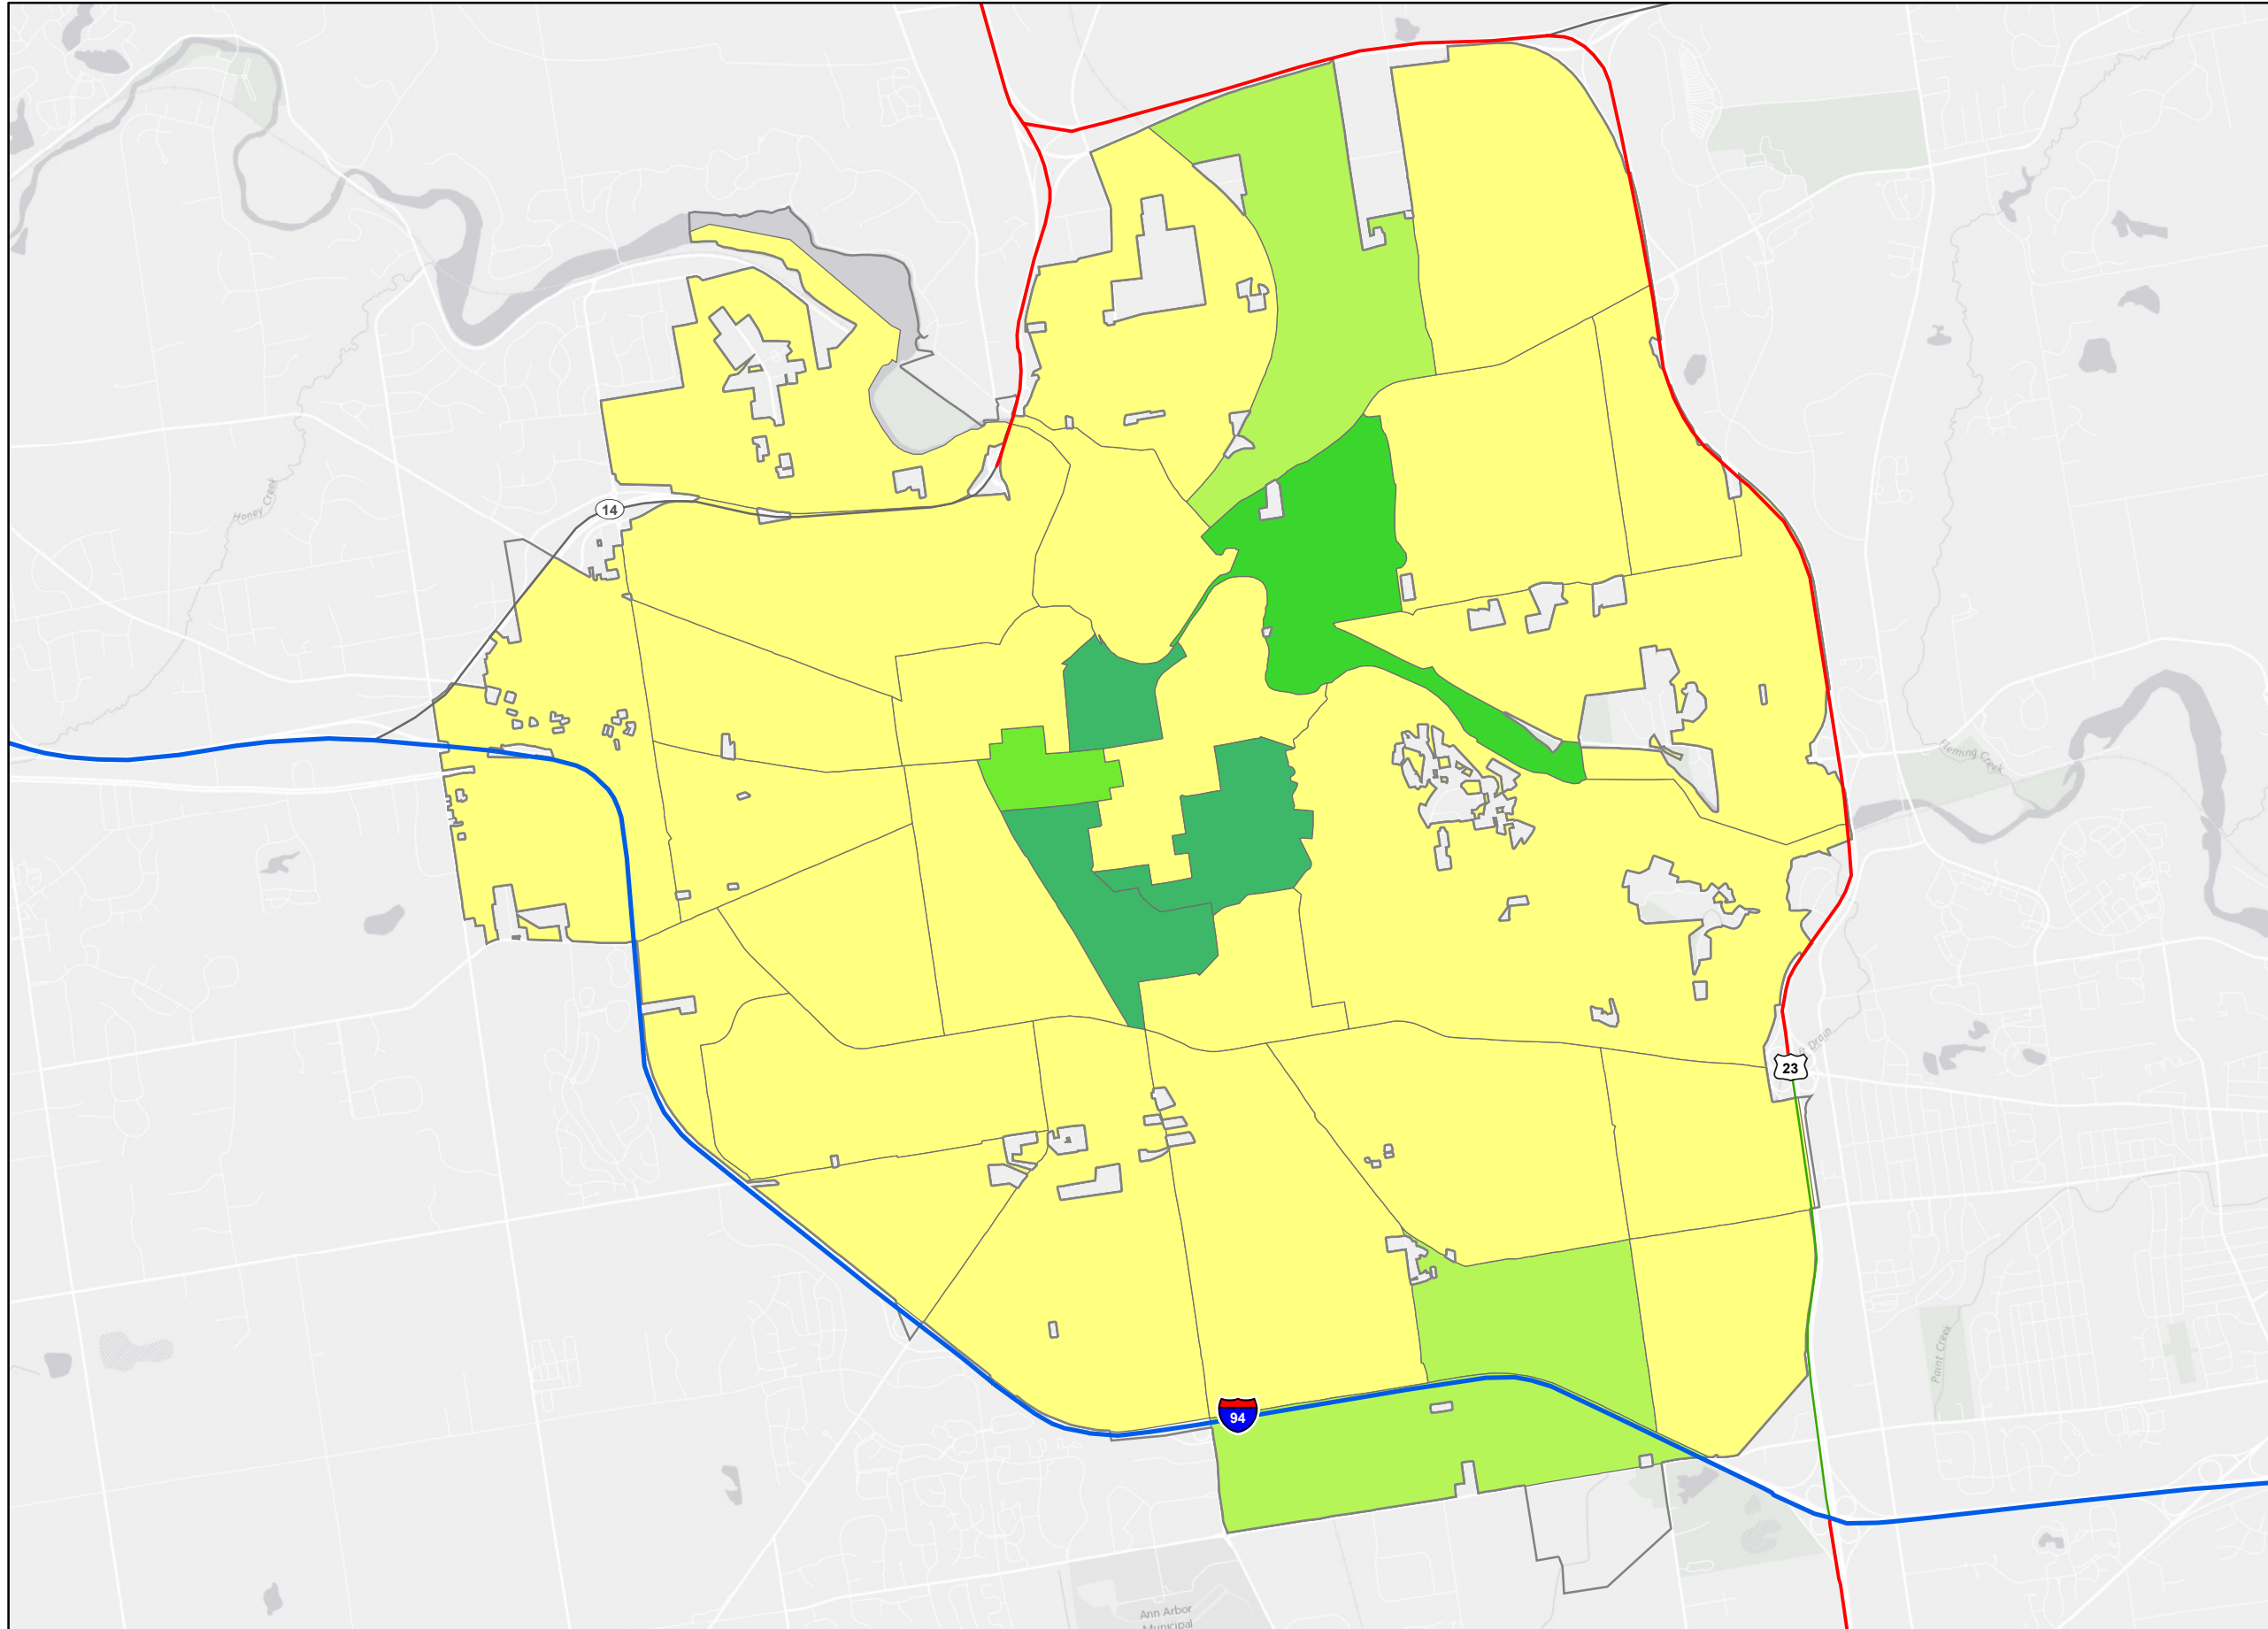 Honey Creek
14
Fleming Creek
Drain
23
Paint Creek
94
Ann Arbor
Municipal